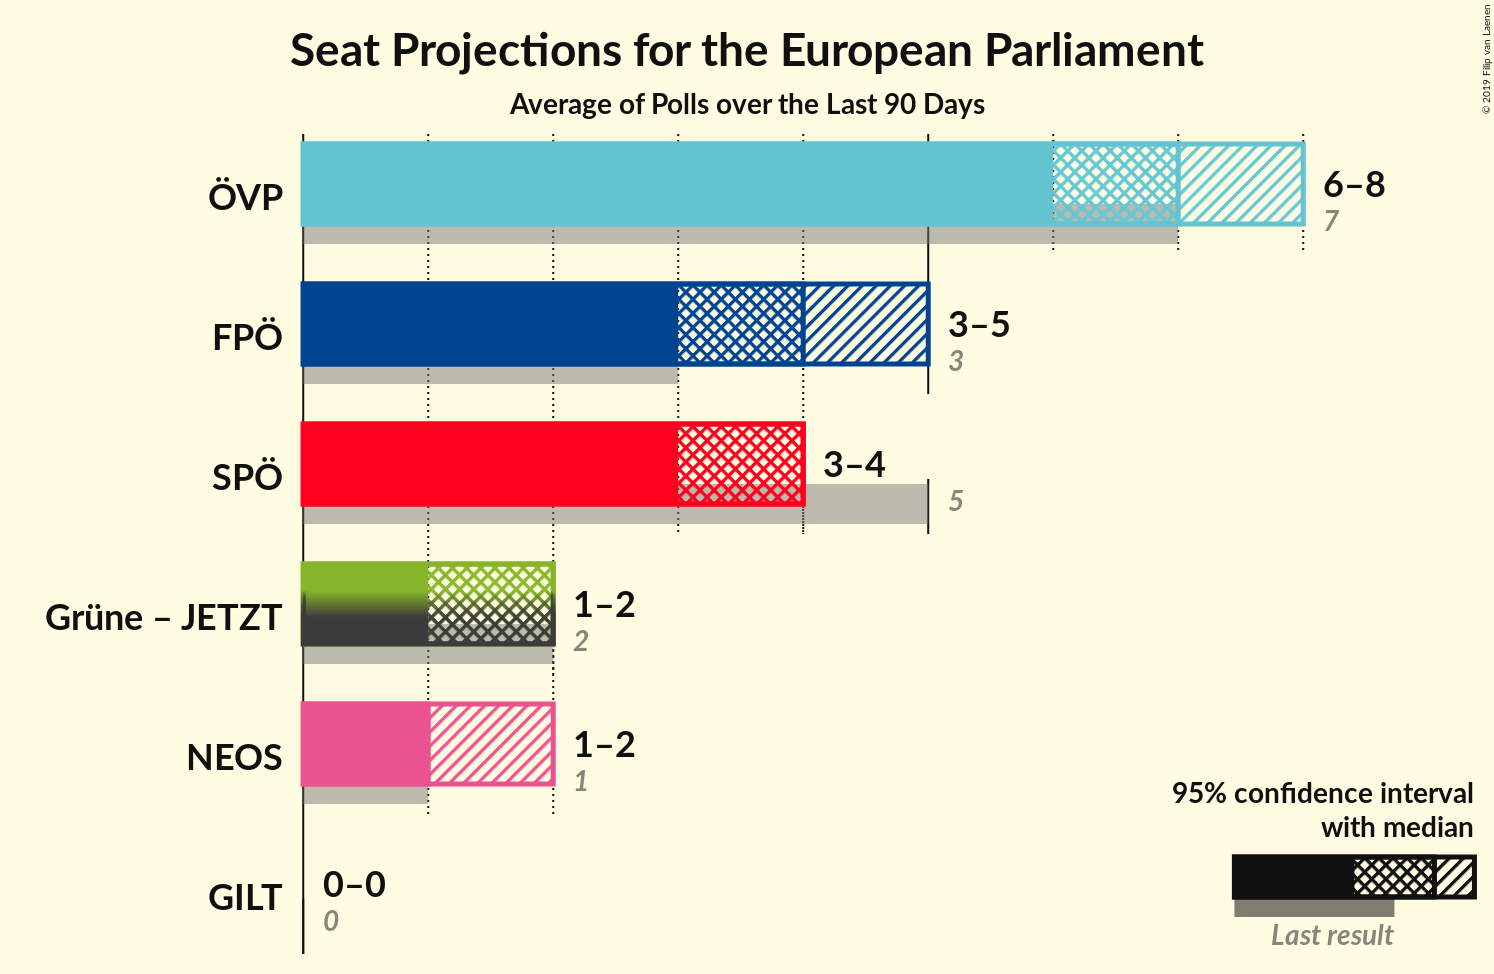 Seat Projections for the European Parliament
Average of Polls over the Last 90 Days
© 2019 Filip van Laenen
ÖVP
6–8
7
FPÖ
3–5
3
SPÖ
3–4
5
Grüne – JETZT
1–2
2
NEOS
1–2
1
GILT
0–0
0
95% confidence interval
with median
Last result